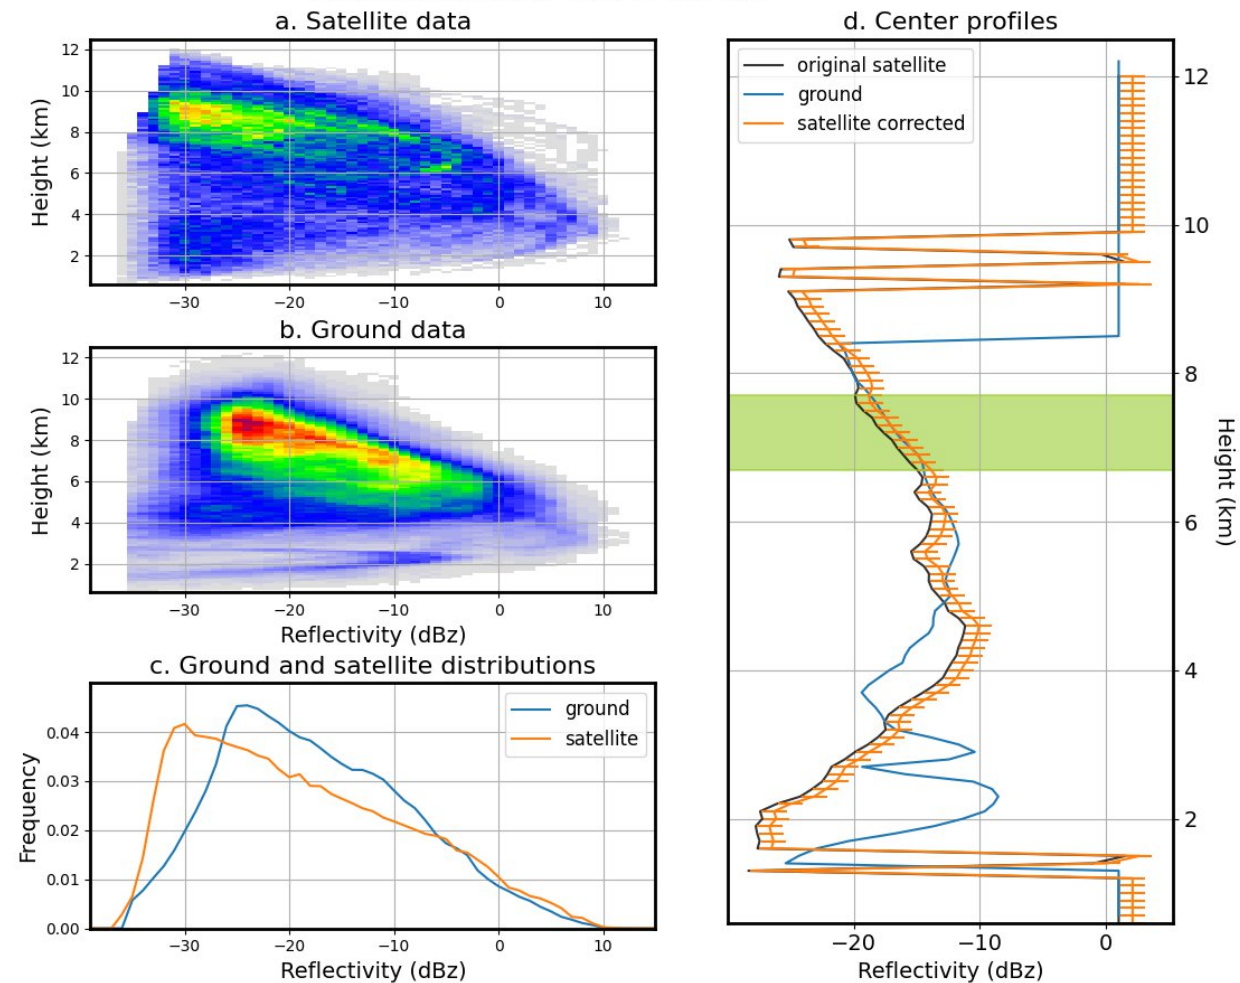 a. Satellite data
12
10
8
6
4
2
Height (km)
−30 −20 −10 0 10
b. Ground data
12
10
8
6
4
2
Height (km)
−30 −20 −10 0 10
Reflectivity (dBz)
c. Ground and satellite distributions
ground
satellite
0.04
0.03
0.02
0.01
0.00
Frequency
−30 −20 −10 0 10
Reflectivity (dBz)
d. Center profiles
original satellite
ground
satellite corrected
12
10
8
6
4
2
Height (km)
−20 −10 0
Reflectivity (dBz)